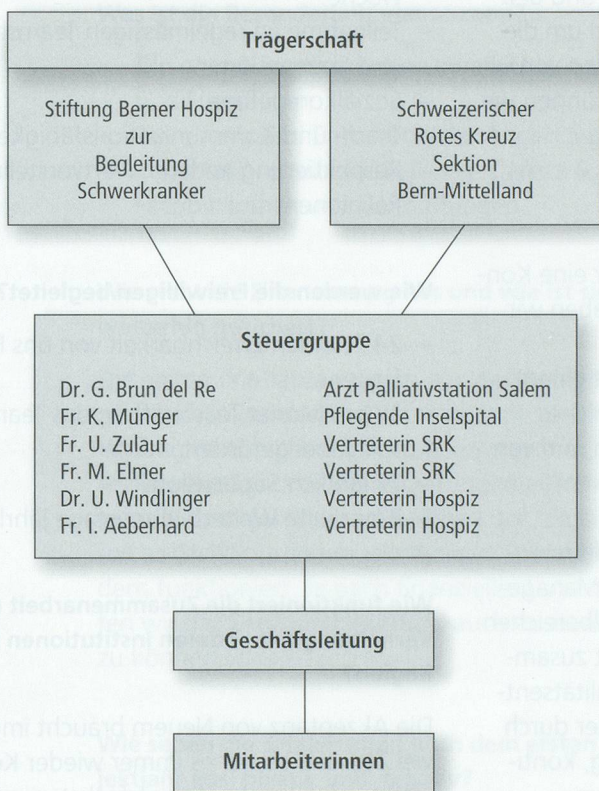 Trägerschaft
Stiftung Berner Hospiz
zur
Begleitung
Schwerkranker
Schweizerischer
Rotes Kreuz
Sektion
Bern-Mittelland
Steuergruppe
Dr. G. Brun del Re Arzt Palliativstation Salem
Fr. K. Münger Pflegende Inselspital
Fr. U. Zulauf Vertreterin SRK
Fr. M. Elmer Vertreterin SRK
Dr. U. Windlinger Vertreterin Hospiz
Fr. I. Aeberhard Vertreterin Hospiz
Geschäftsleitung
Mitarbeiterinnen